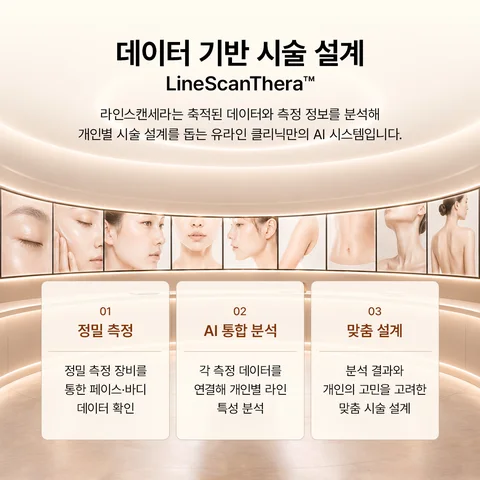 데이터 기반 시술 설계
LineScanThera™
라인스캔세라는 축적된 데이터와 측정 정보를 분석해
개인별 시술 설계를 돕는 유라인 클리닉만의 AI 시스템입니다.
01
정밀 측정
정밀 측정 장비를
통한 페이스·바디
데이터 확인
02
AI 통합 분석
각 측정 데이터를
연결해 개인별 라인
특성 분석
03
맞춤 설계
분석 결과와
개인의 고민을 고려한
맞춤 시술 설계